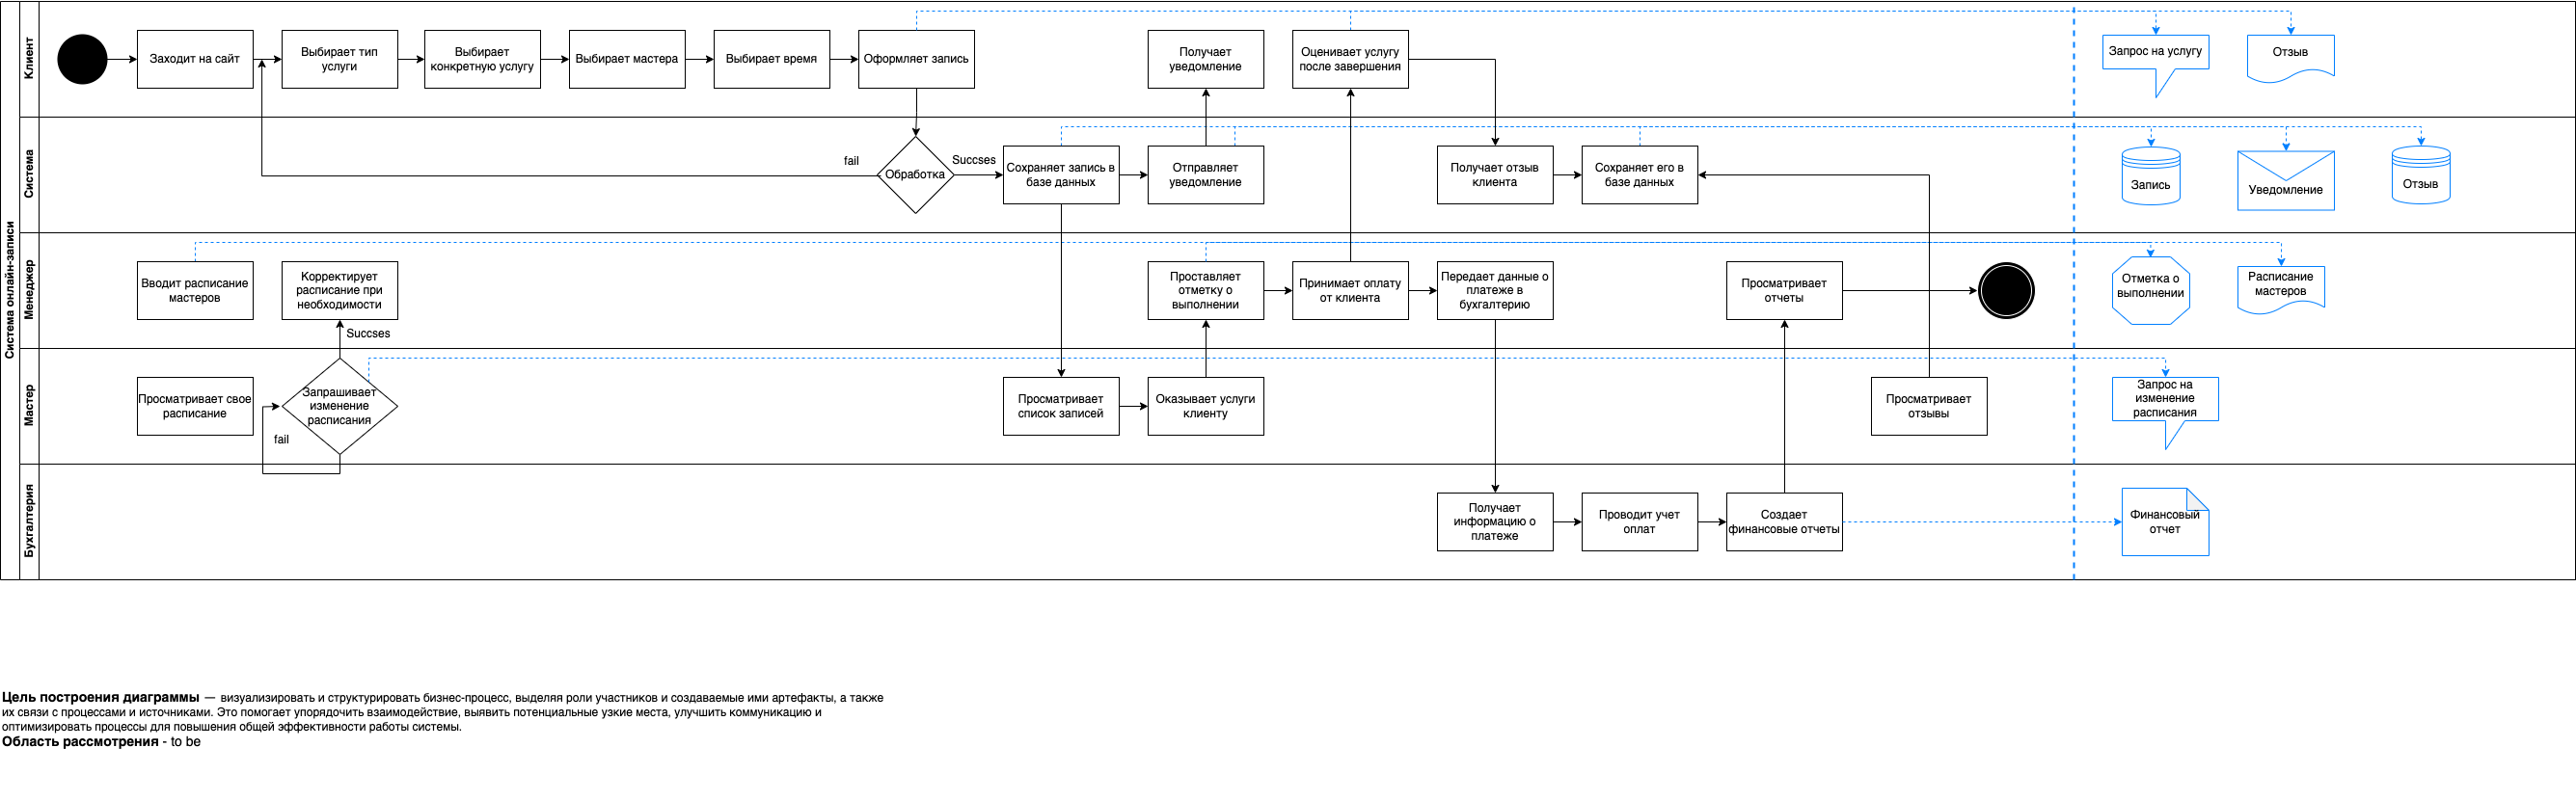 Система онлайн-записи
Клиент
Заходит на сайт
Выбирает тип
услуги
Выбирает
конкретную услугу
Выбирает мастера
Выбирает время
Оформляет запись
Получает
уведомление
Оценивает услугу
после завершения
Запрос на услугу
Отзыв
Система
fail
Обработка
Succses
Сохраняет запись в
базе данных
Отправляет
уведомление
Получает отзыв
клиента
Сохраняет его в
базе данных
Запись
Уведомление
Отзыв
Менеджер
Вводит расписание
мастеров
Корректирует
расписание при
необходимости
Succses
Проставляет
отметку о
выполнении
Принимает оплату
от клиента
Передает данные о
платеже в
бухгалтерию
Просматривает
отчеты
Отметка о
выполнении
Расписание
мастеров
Мастер
Просматривает свое
расписание
Запрашивает
изменение
расписания
fail
Просматривает
список записей
Оказывает услуги
клиенту
Просматривает
отзывы
Запрос на
изменение
расписания
Бухгалтерия
Получает
информацию о
платеже
Проводит учет
оплат
Создает
финансовые отчеты
Финансовый
отчет
Цель построения диаграммы — визуализировать и структурировать бизнес-процесс, выделяя роли участников и создаваемые ими артефакты, а также
их связи с процессами и источниками. Это помогает упорядочить взаимодействие, выявить потенциальные узкие места, улучшить коммуникацию и
оптимизировать процессы для повышения общей эффективности работы системы.
Область рассмотрения - to be